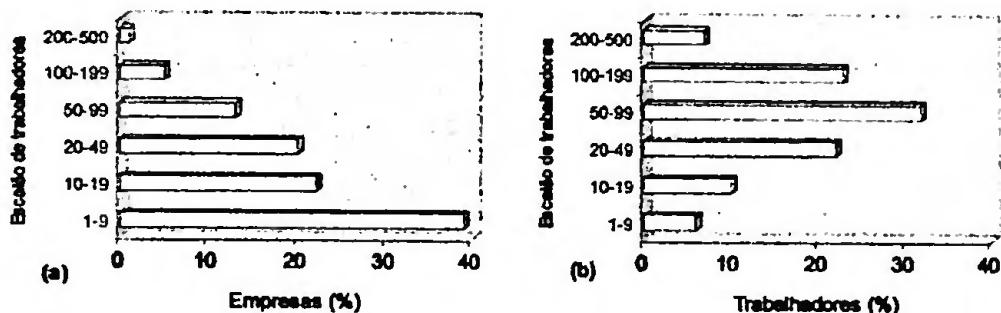 Escalão de trabalhadores
200-500
100-199
50-99
20-49
10-19
1-9
0 10 20 30 40
(a)
Empresas (%)
Escalão de trabalhadores
200-500
100-199
50-99
20-49
10-19
1-9
0 10 20 30 40
(b)
Trabalhadores (%)